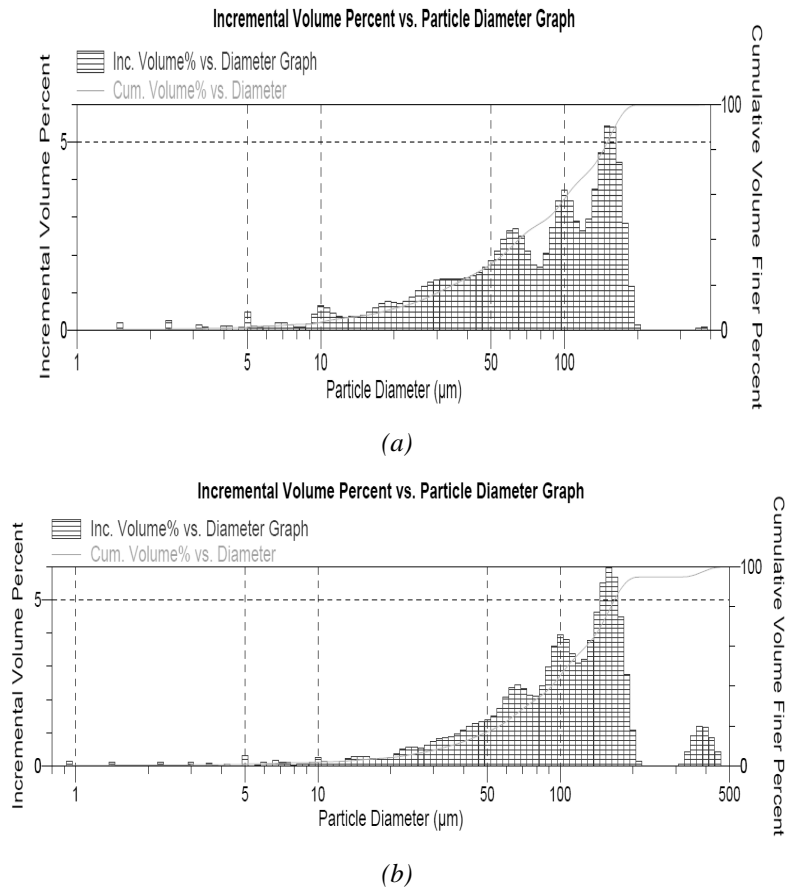 Incremental Volume Percent vs. Particle Diameter Graph
Inc. Volume% vs. Diameter Graph
Cum. Volume% vs. Diameter
Incremental Volume Percent
Cumulative Volume Finer Percent
5
0
100
0
1 5 10 50 100
Particle Diameter (µm)
(a)
Incremental Volume Percent vs. Particle Diameter Graph
Inc. Volume% vs. Diameter Graph
Cum. Volume% vs. Diameter
Incremental Volume Percent
Cumulative Volume Finer Percent
5
0
100
0
1 5 10 50 100 500
Particle Diameter (µm)
(b)